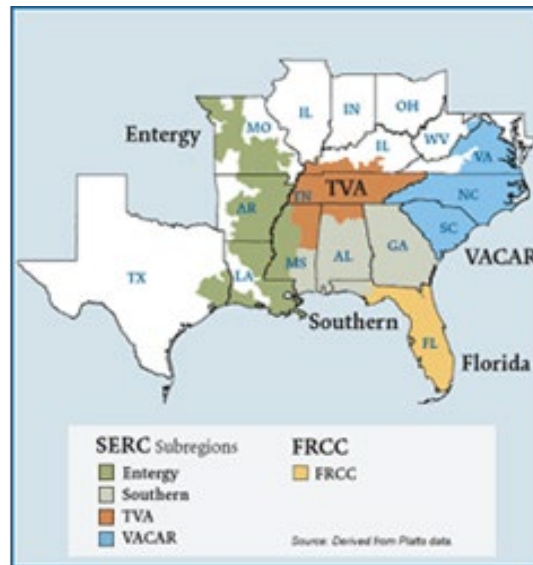 IL
IN
OH
MO
Entergy
WV
IL
VA
TVA
TN
NC
AR
SC
VACAR
MS
AL
GA
TX
LA
Southern
FL
Florida
SERC Subregions
FRCC
Entergy
FRCC
Southern
TVA
VACAR
Source: Derived from Platts data.